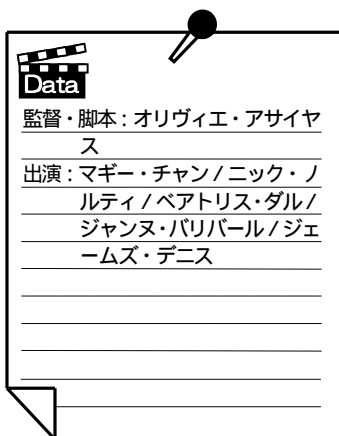 Data
監督・脚本：オリヴィエ・アサイヤ
ス
出演：マギー・チャン／ニック・ノ
ルティ／ベアトリス・ダル／
ジャンヌ・バリバール／ジェ
ームズ・デニス